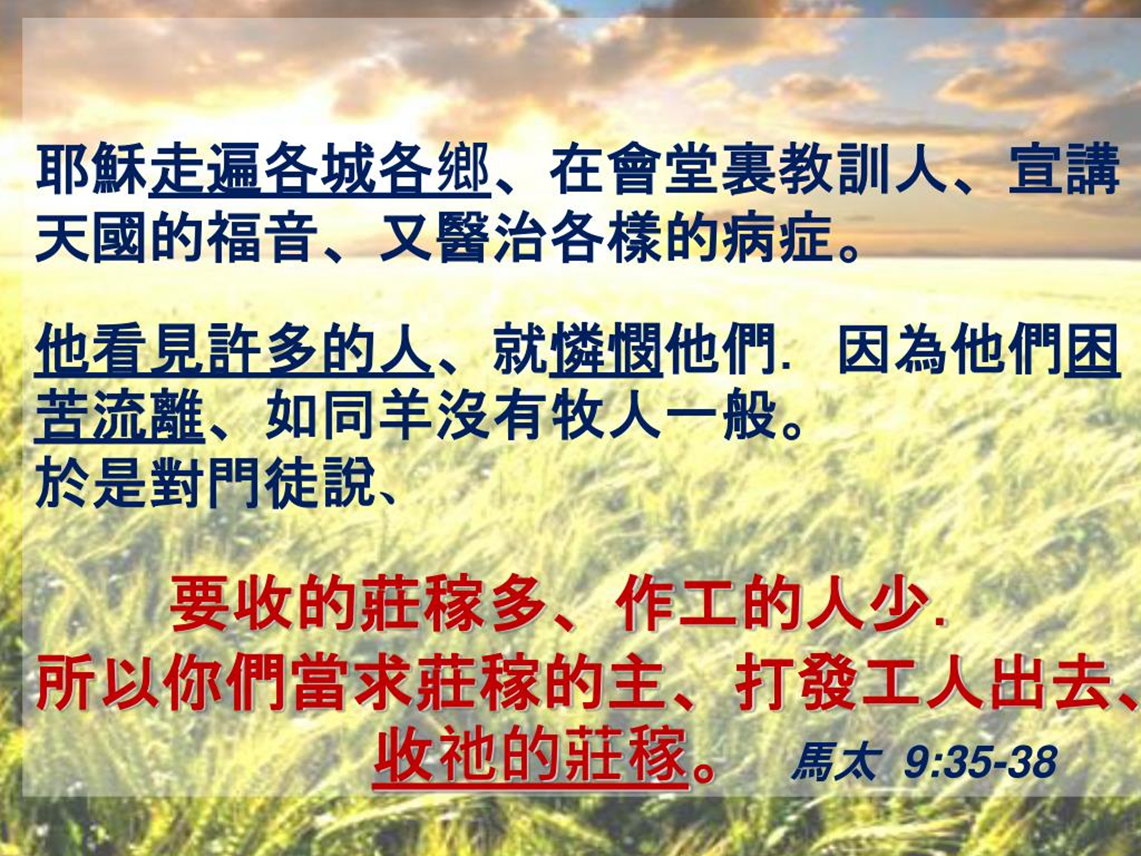 耶穌走遍各城各鄉、在會堂裏教訓人、宣講
天國的福音、又醫治各樣的病症。
他看見許多的人、就憐憫他們． 因為他們困
苦流離、如同羊沒有牧人一般。
於是對門徒說、
要收的莊稼多、作工的人少．
所以你們當求莊稼的主、打發工人出去、
收祂的莊稼。 馬太 9:35-38